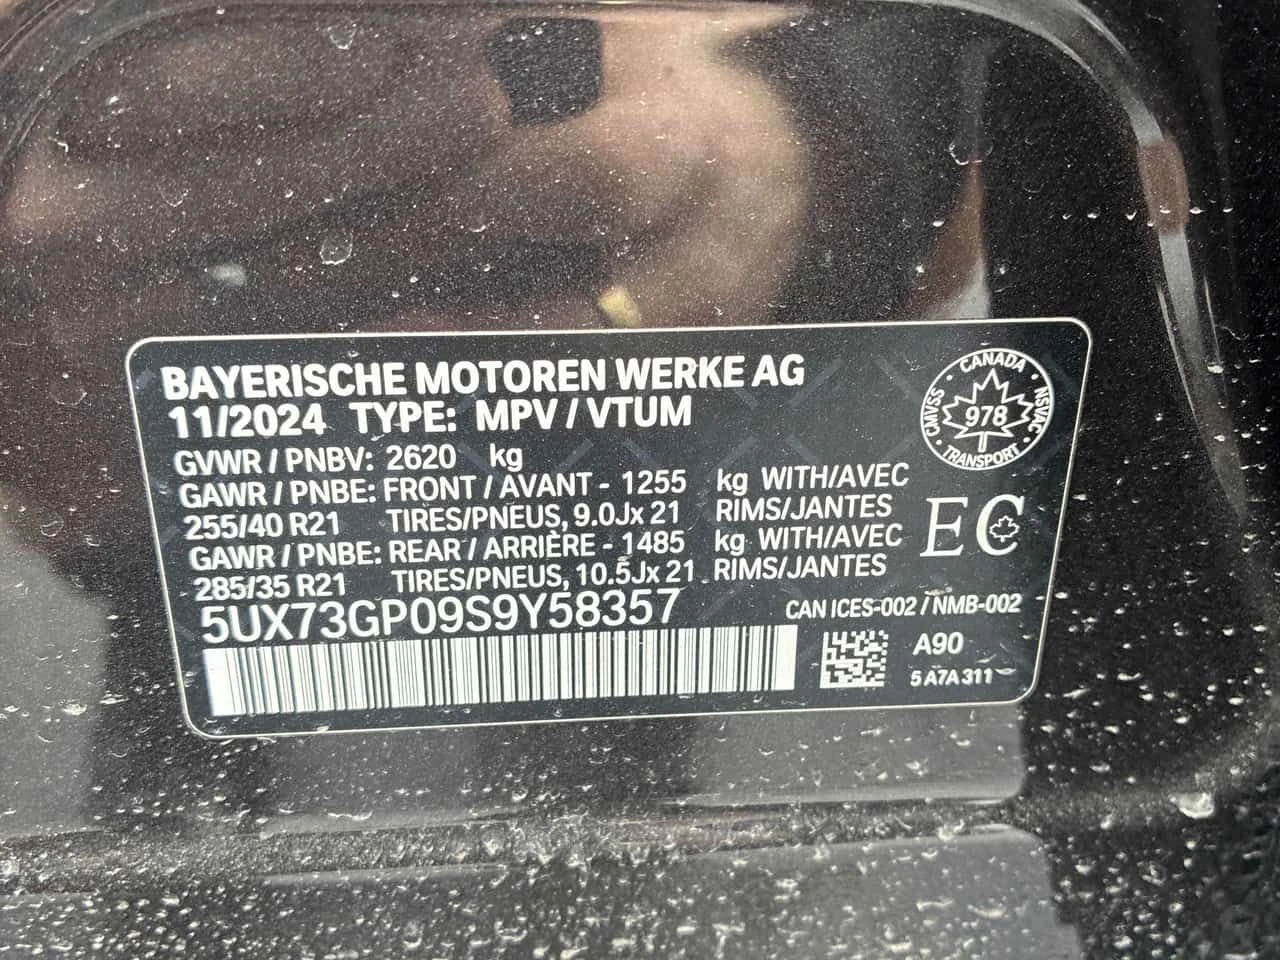 BAYERISCHE MOTOREN WERKE AG
11/2024 TYPE: MPV / VTUM
GVWR / PNBV: 2620 kg
GAWR / PNBE: FRONT / AVANT - 1255 kg WITH/AVEC
255/40 R21 TIRES/PNEUS, 9.0Jx 21 RIMS/JANTES
GAWR / PNBE: REAR / ARRIÈRE - 1485 kg WITH/AVEC
285/35 R21 TIRES/PNEUS, 10.5Jx 21 RIMS/JANTES
5UX73GP09S9Y58357
CANADA
CMVSS
978
NSVAC
TRANSPORT
EC
CAN ICES-002 / NMB-002
A90
5 A7A 311